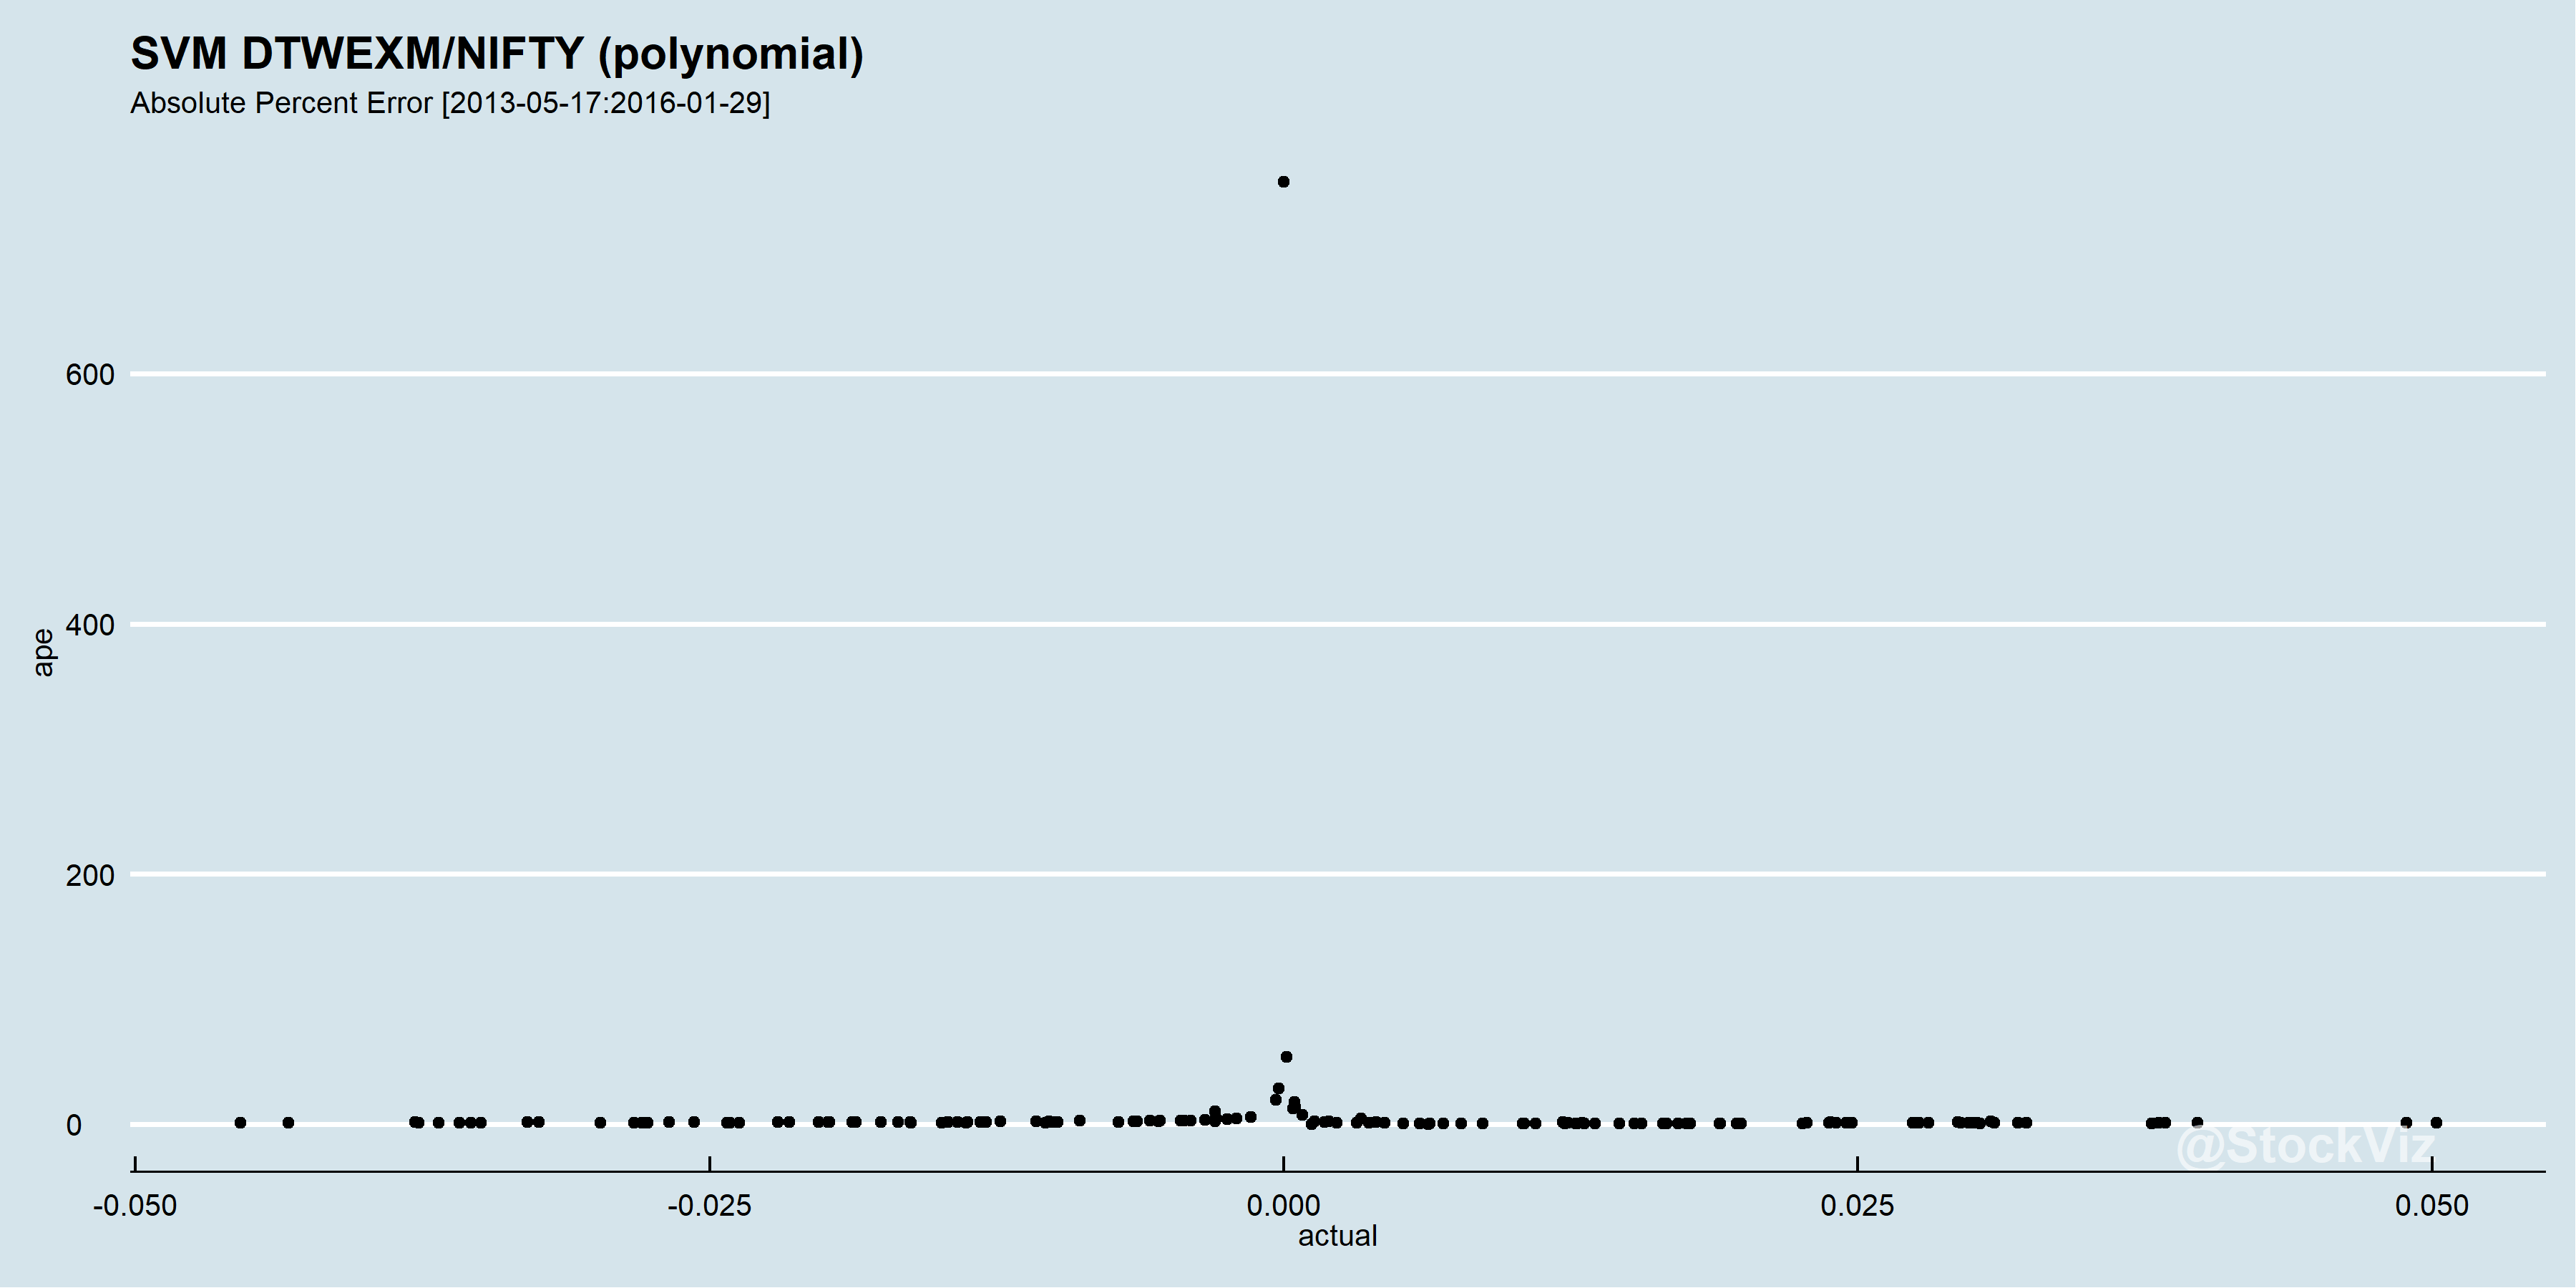 SVM DTWEXM/NIFTY (polynomial)
Absolute Percent Error [2013-05-17:2016-01-29]
600
400
200
0
ape
-0.050
-0.025
0.000
0.025
0.050
actual
@StockViz